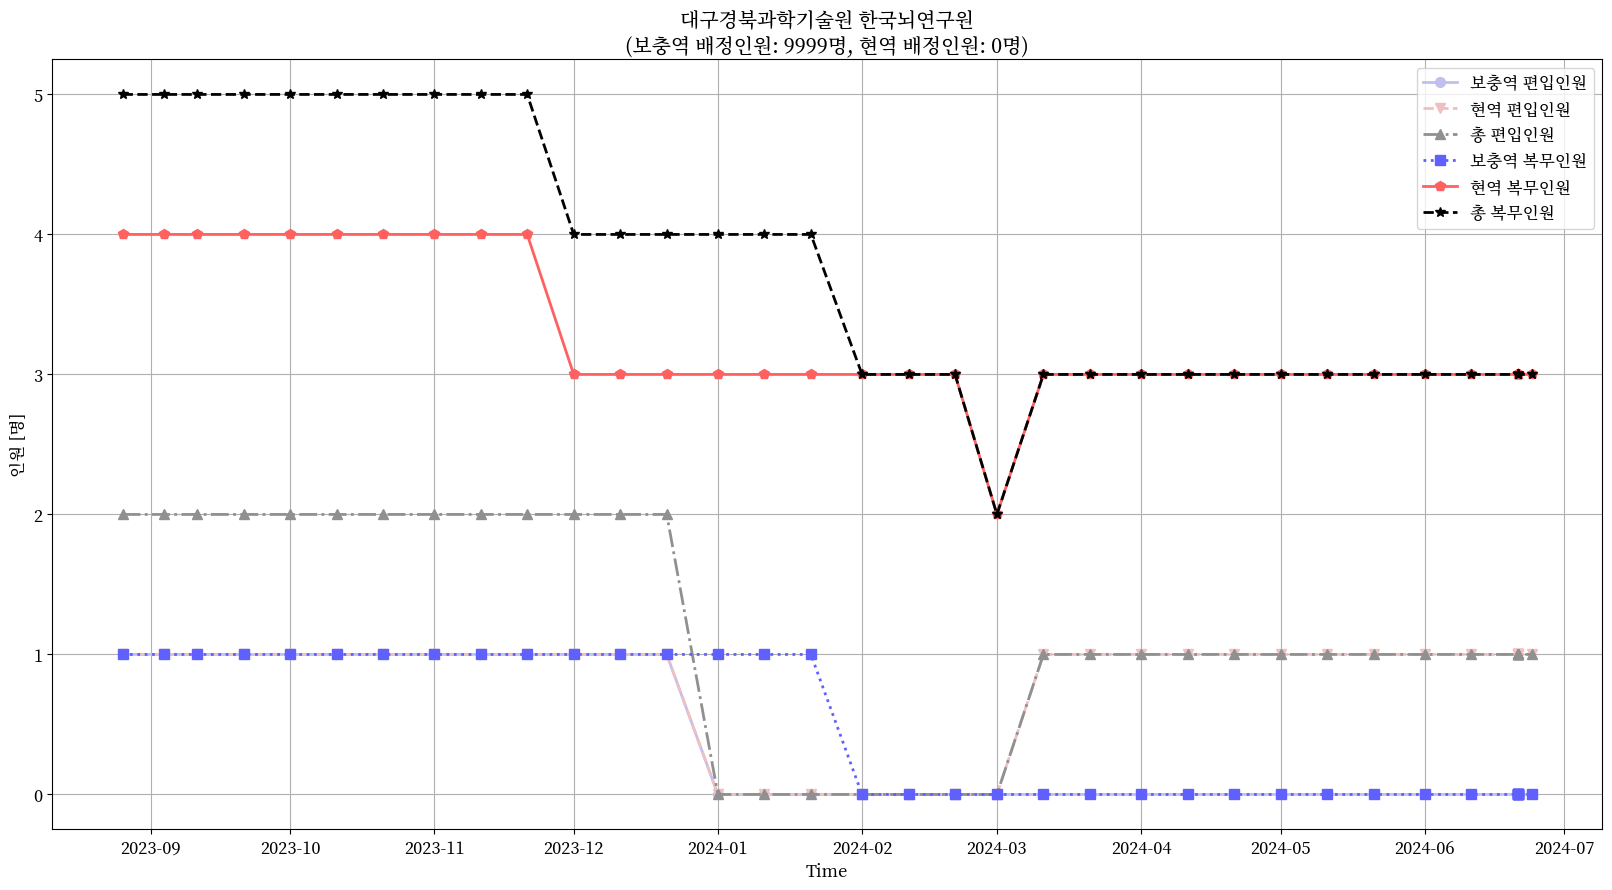 대구경북과학기술원 한국뇌연구원
(보충역 배정인원: 9999명, 현역 배정인원: 0명)
보충역 편입인원
현역 편입인원
총 편입인원
보충역 복무인원
현역 복무인원
총 복무인원
인원 [명]
5
4
3
2
1
0
2023-09
2023-10
2023-11
2023-12
2024-01
2024-02
2024-03
2024-04
2024-05
2024-06
2024-07
Time